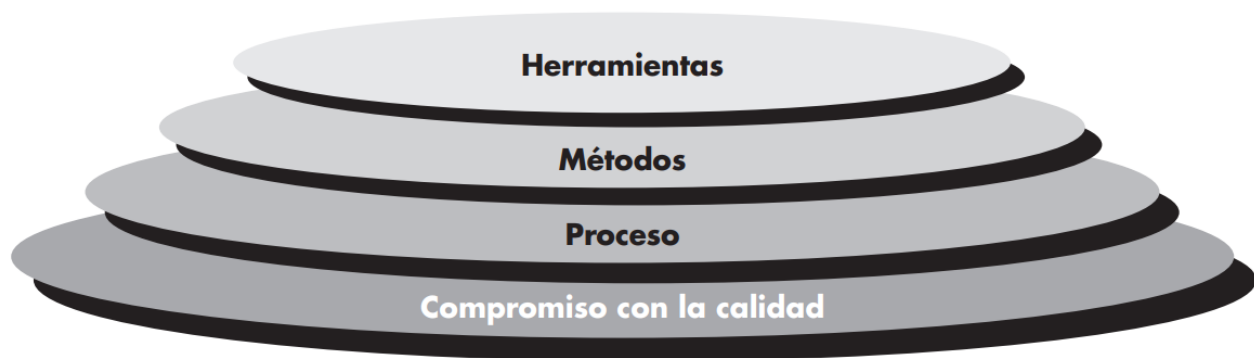 Herramientas
Métodos
Proceso
Compromiso con la calidad